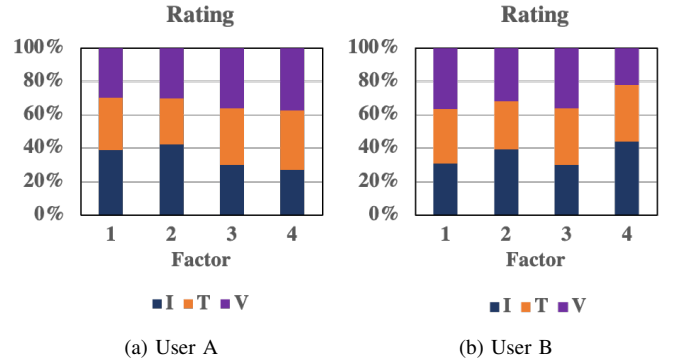 Rating
100%
80%
60%
40%
20%
0%
1 2 3 4
Factor
I T V
(a) User A
Rating
100%
80%
60%
40%
20%
0%
1 2 3 4
Factor
I T V
(b) User B